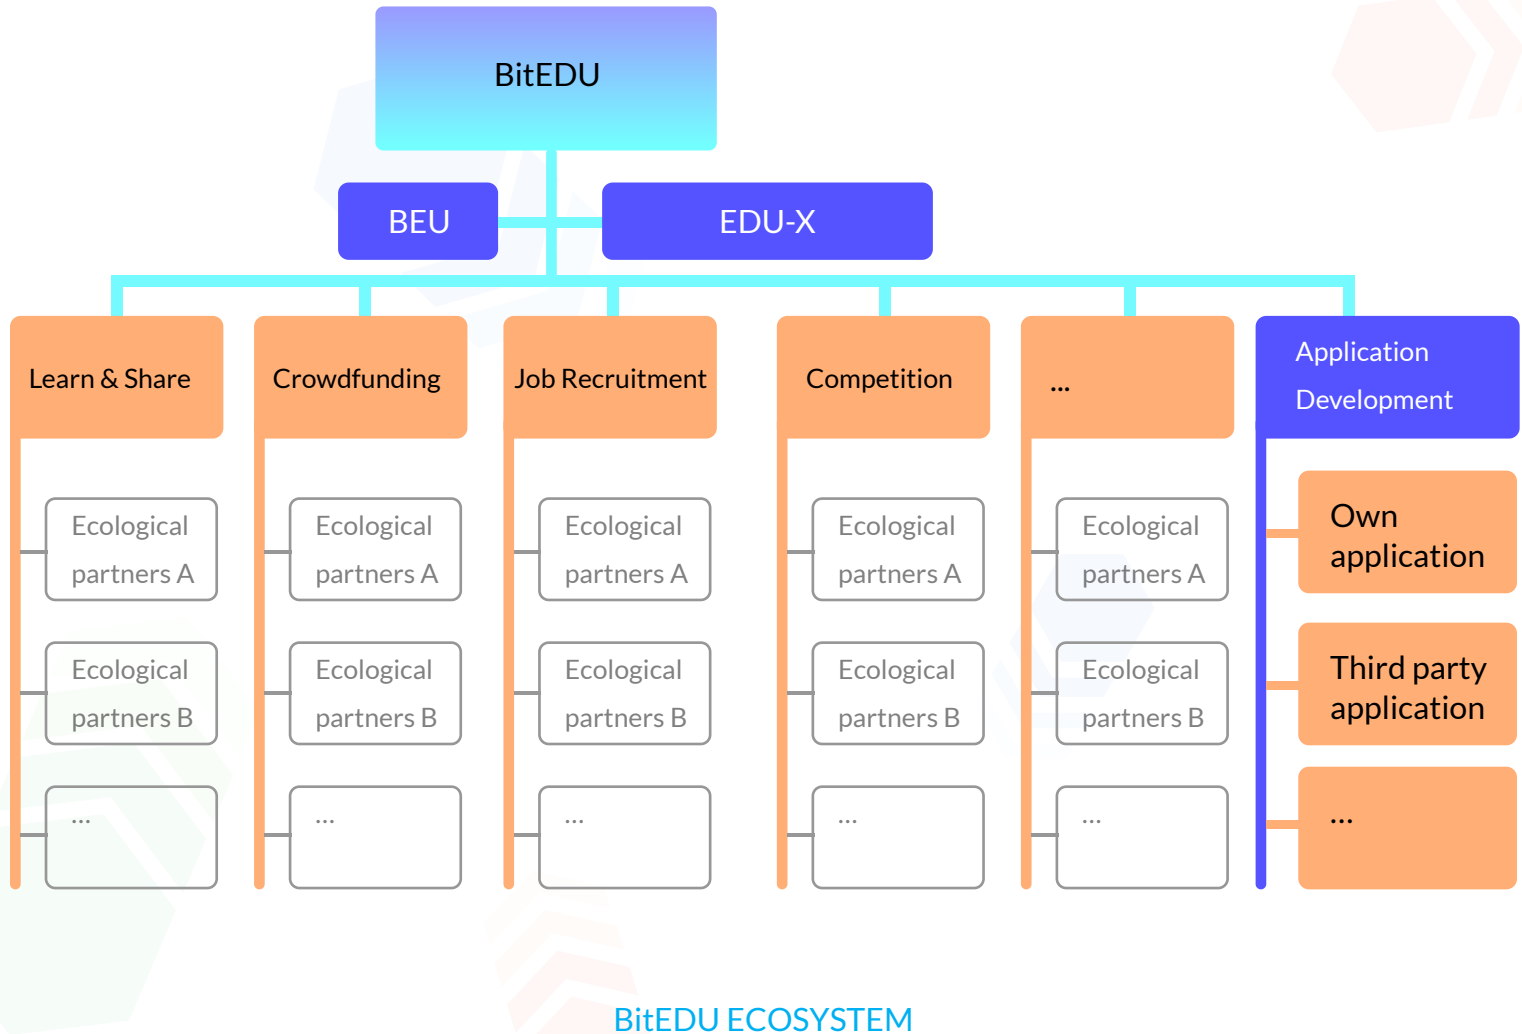 BitEDU
BEU
EDU-X
Learn & Share
Crowdfunding
Job Recruitment
Competition
...
Application
Development
Ecological
partners A
Ecological
partners B
...
Ecological
partners A
Ecological
partners B
...
Ecological
partners A
Ecological
partners B
...
Ecological
partners A
Ecological
partners B
...
Ecological
partners A
Ecological
partners B
...
Own
application
Third party
application
...
BitEDU ECOSYSTEM